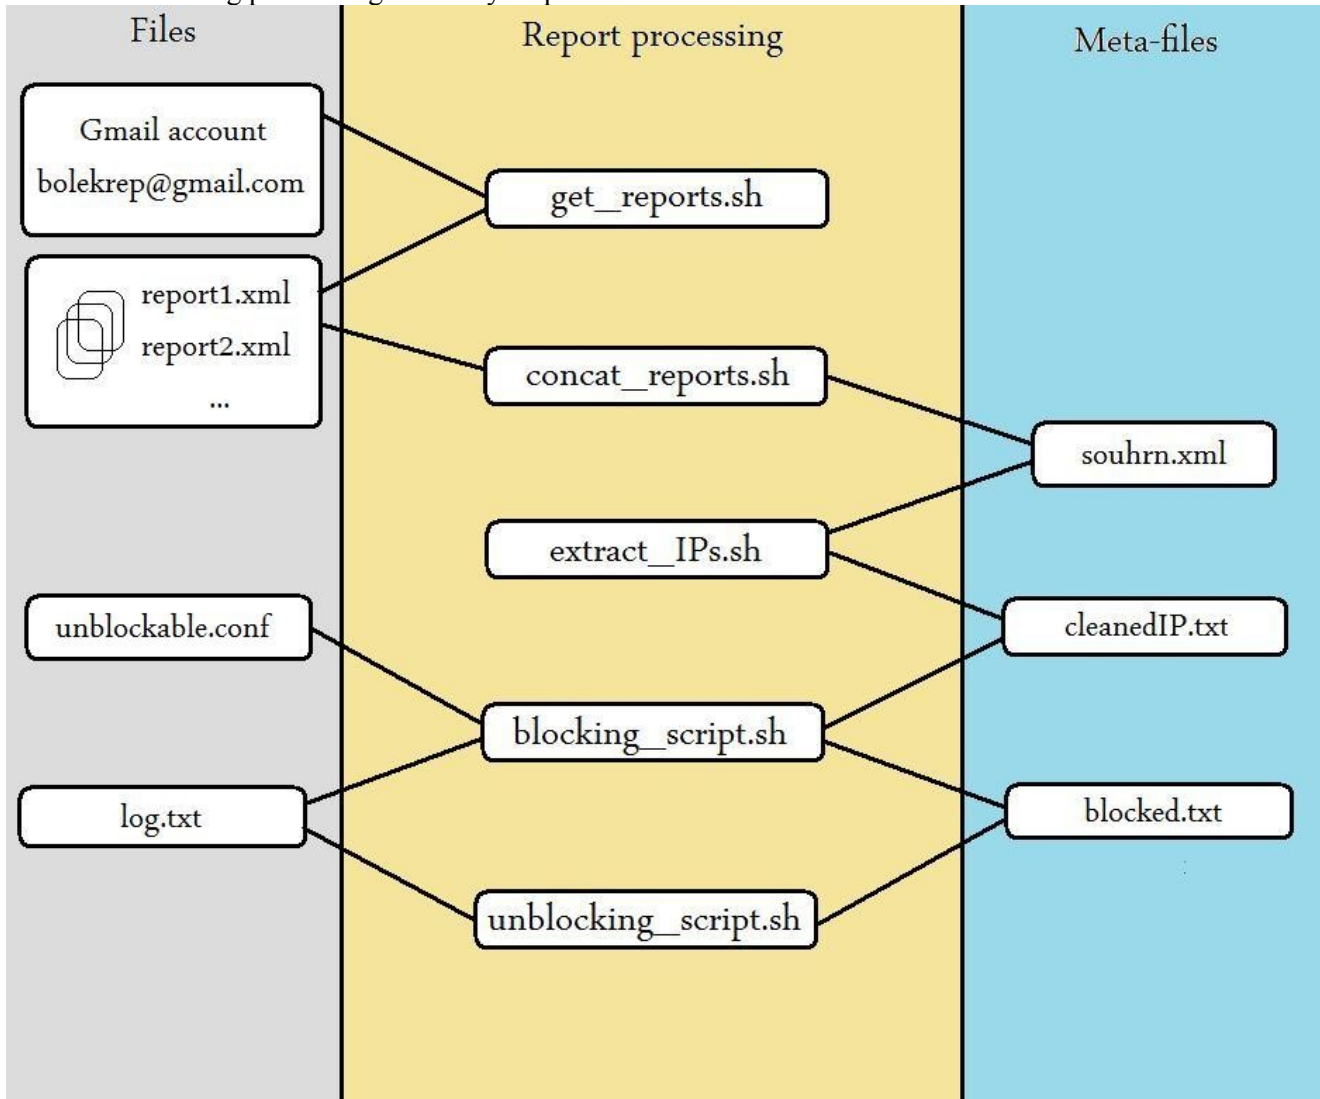 Files
Report processing
Meta-files
Gmail account
bolekrep@gmail.com
get_reports.sh
report1.xml
report2.xml
...
concat_reports.sh
souhrn.xml
extract_IPs.sh
unblockable.conf
cleanedIP.txt
blocking_script.sh
log.txt
blocked.txt
unblocking_script.sh